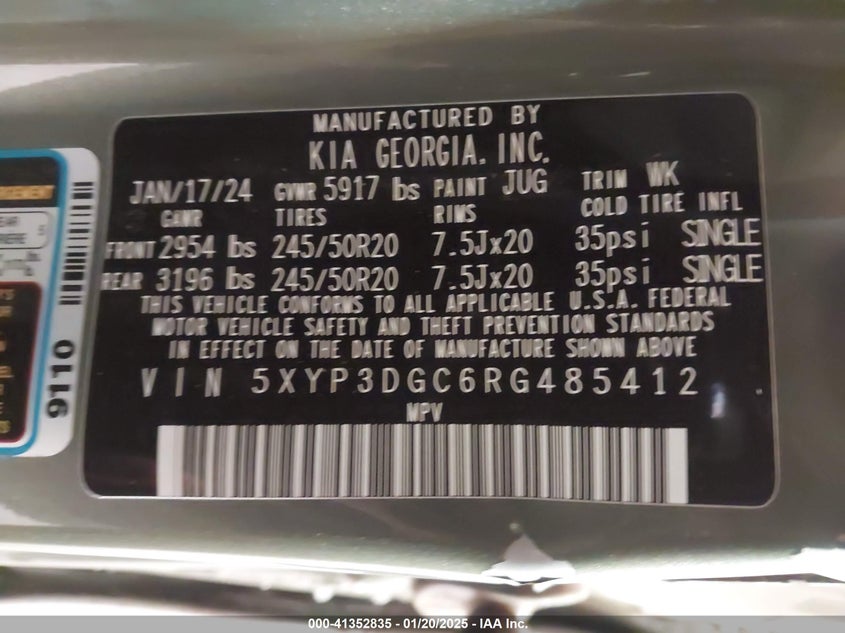 MANUFACTURED BY
KIA GEORGIA. INC.
JAN/17/24 GVWR 5917 lbs PAINT JUG TRIM WK
GAWR TIRES RIMS COLD TIRE INFL
FRONT 2954 lbs 245/50R20 7.5Jx20 35psi SINGLE
REAR 3196 lbs 245/50R20 7.5Jx20 35psi SINGLE
THIS VEHICLE CONFORMS TO ALL APPLICABLE U.S.A. FEDERAL
MOTOR VEHICLE SAFETY AND THEFT PREVENTION STANDARDS
IN EFFECT ON THE DATE OF MANUFACTURE SHOWN ABOVE
VIN 5XYP3DGC6RG485412
MPV
9110
000-41352835 - 01/20/2025 - IAA Inc.